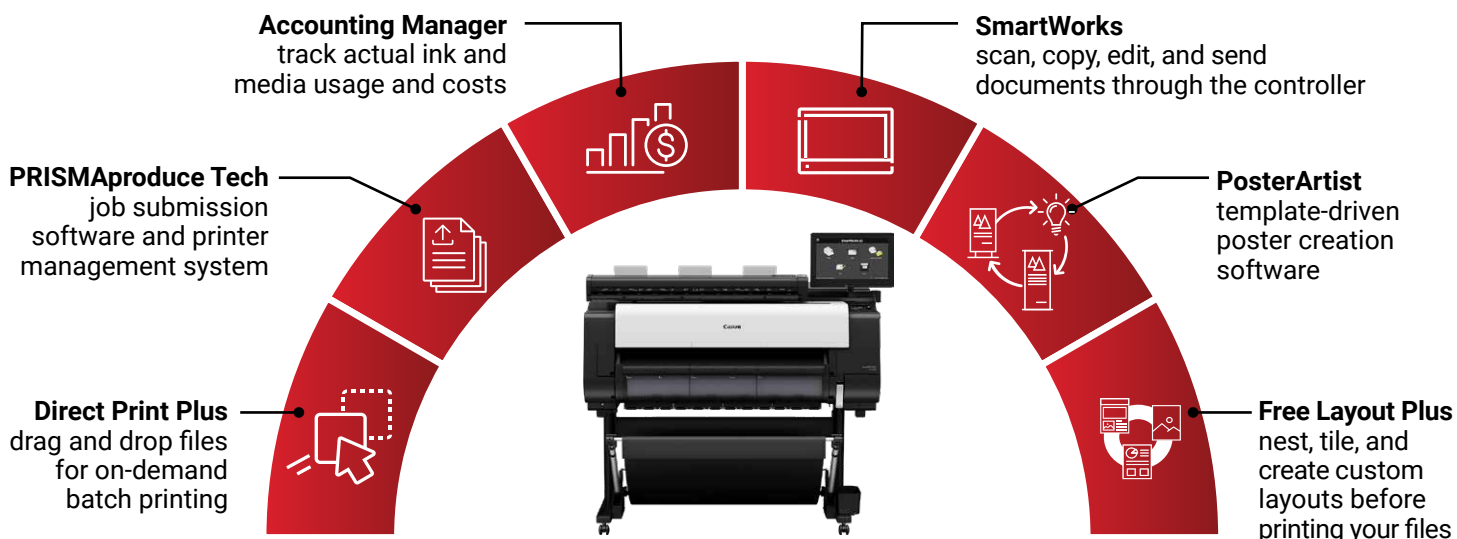 Accounting Manager
track actual ink and
media usage and costs
SmartWorks
scan, copy, edit, and send
documents through the controller
PRISMAproduce Tech
job submission
software and printer
management system
PosterArtist
template-driven
poster creation
software
Direct Print Plus
drag and drop files
for on-demand
batch printing
Free Layout Plus
nest, tile, and
create custom
layouts before
printing your files
$
Canon